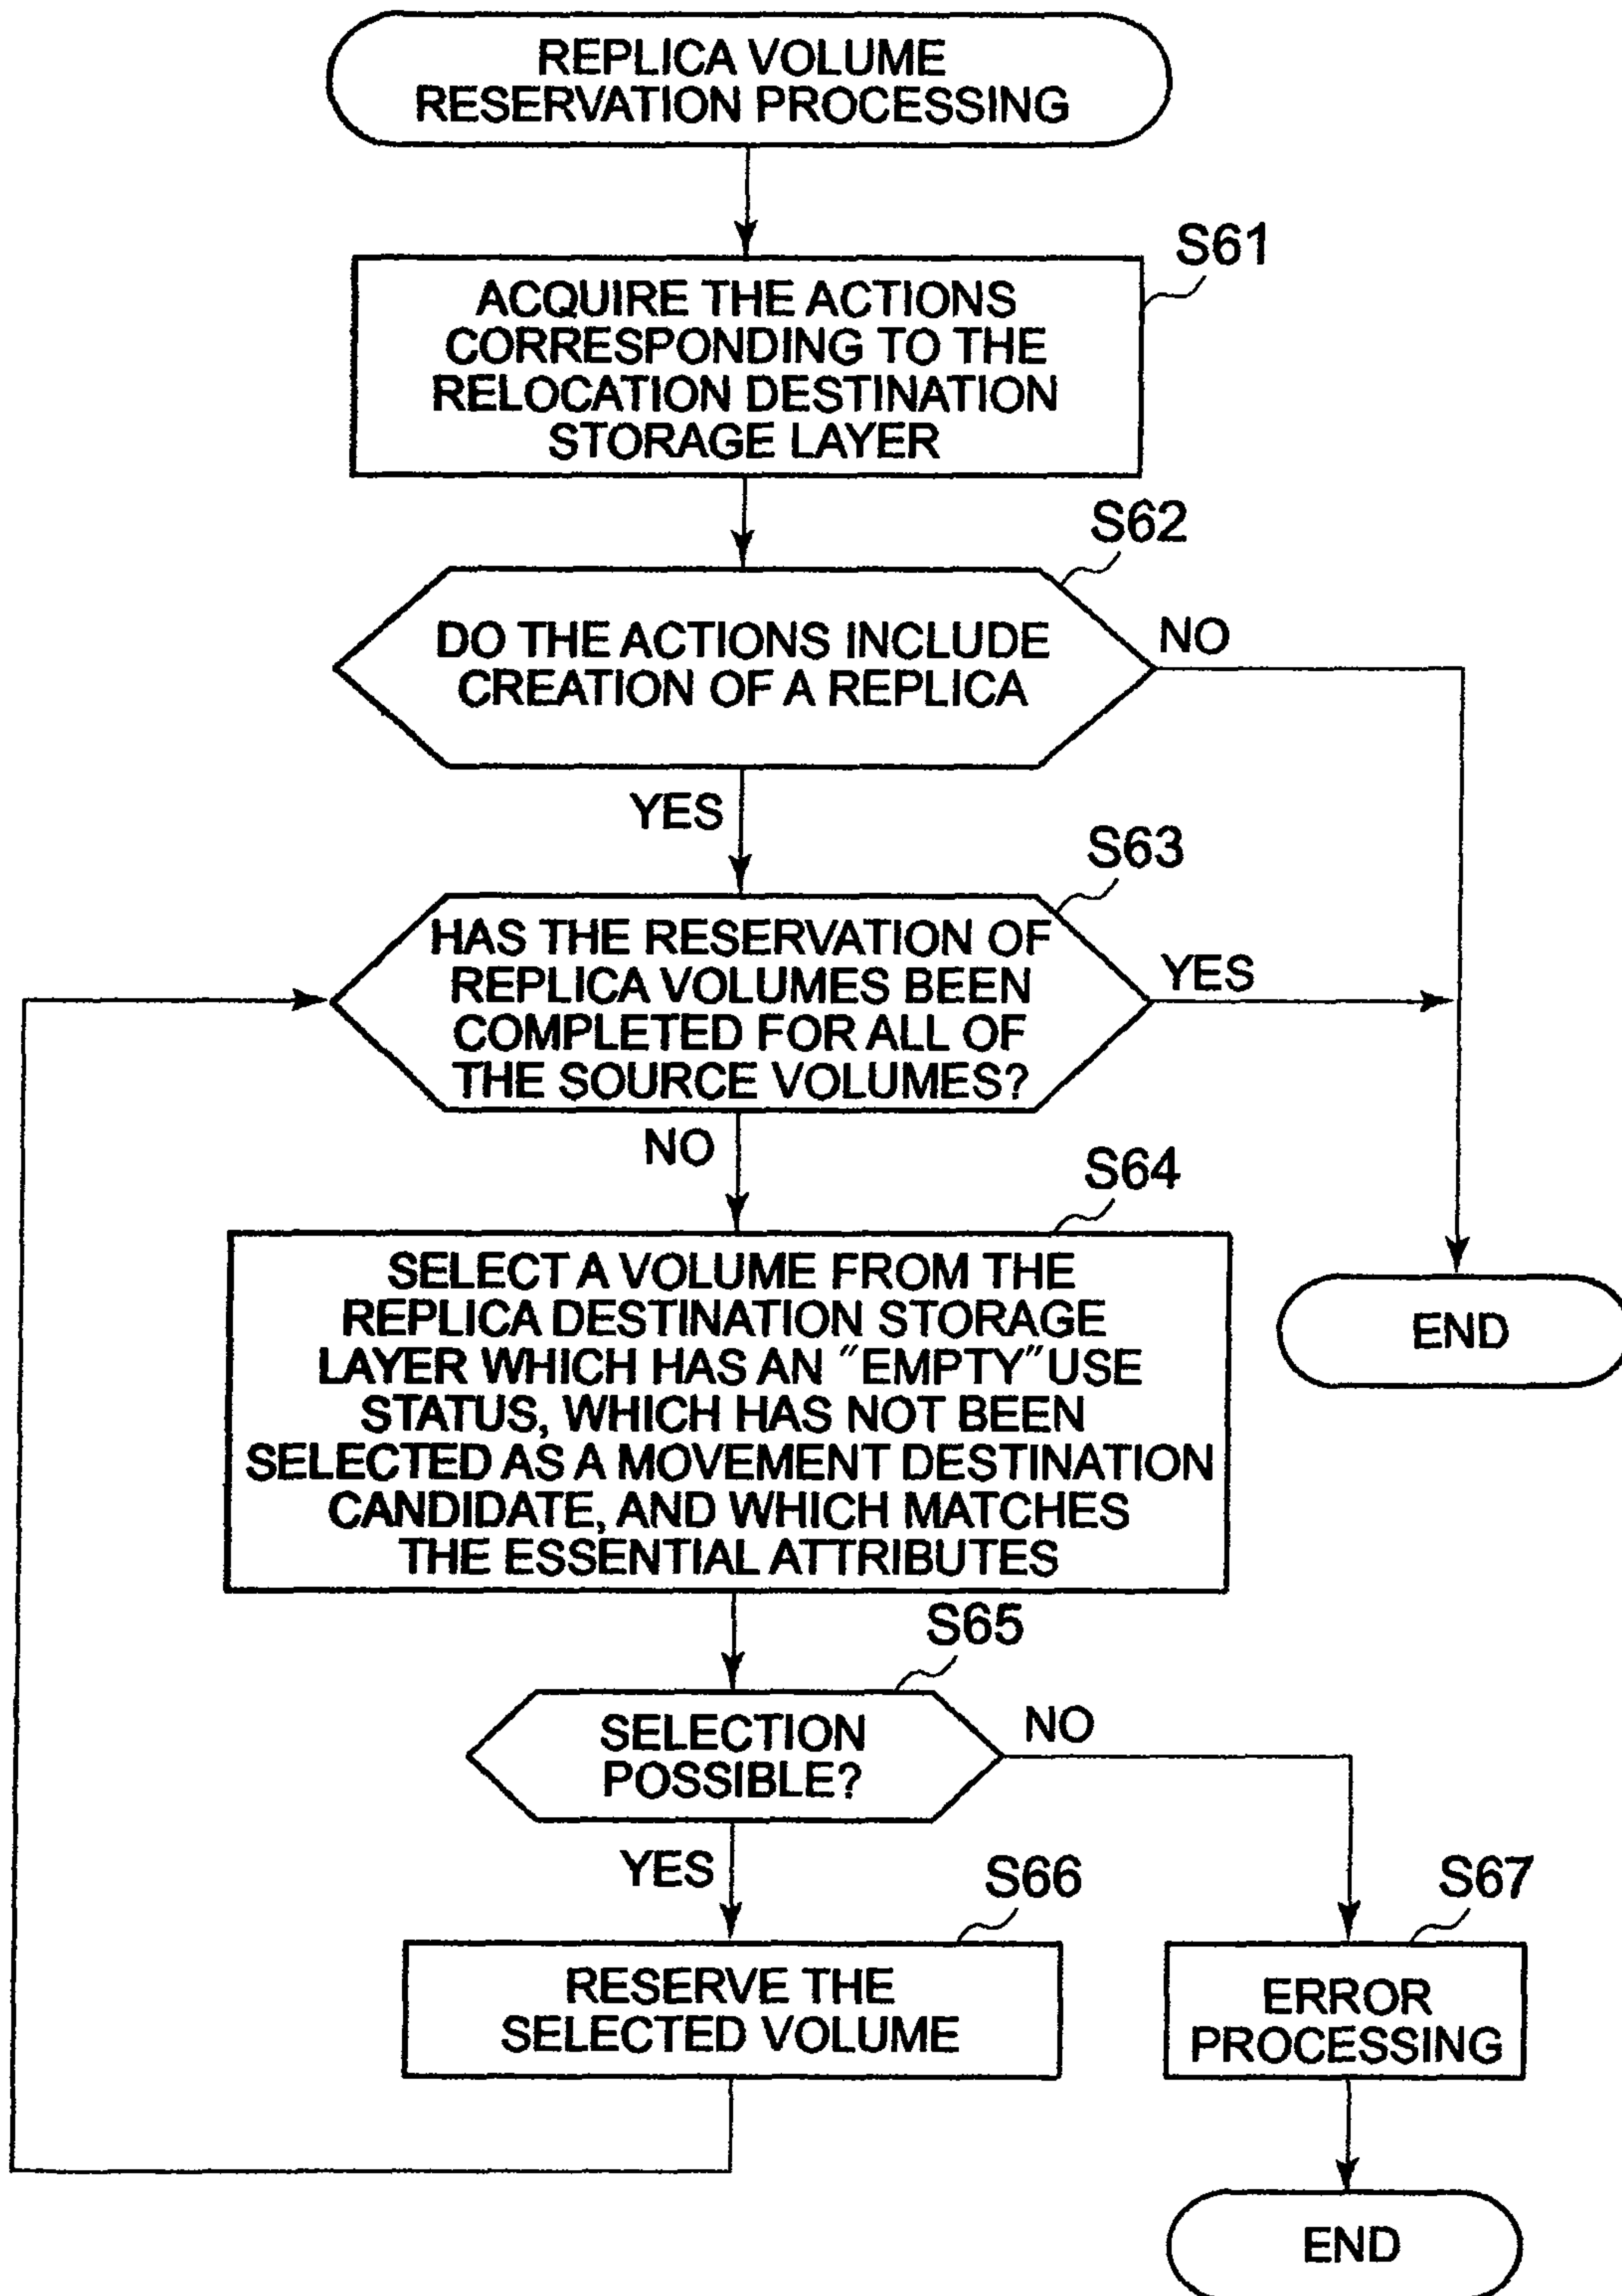 REPLICA VOLUME
RESERVATION PROCESSING
S61
ACQUIRE THE ACTIONS
CORRESPONDING TO THE
RELOCATION DESTINATION
STORAGE LAYER
S62
DO THE ACTIONS INCLUDE
CREATION OF A REPLICA
NO
YES
S63
HAS THE RESERVATION OF
REPLICA VOLUMES BEEN
COMPLETED FOR ALL OF
THE SOURCE VOLUMES?
YES
NO
S64
SELECT A VOLUME FROM THE
REPLICA DESTINATION STORAGE
LAYER WHICH HAS AN "EMPTY" USE
STATUS, WHICH HAS NOT BEEN
SELECTED AS A MOVEMENT DESTINATION
CANDIDATE, AND WHICH MATCHES
THE ESSENTIAL ATTRIBUTES
END
S65
SELECTION
POSSIBLE?
NO
YES
S66
RESERVE THE
SELECTED VOLUME
S67
ERROR
PROCESSING
END